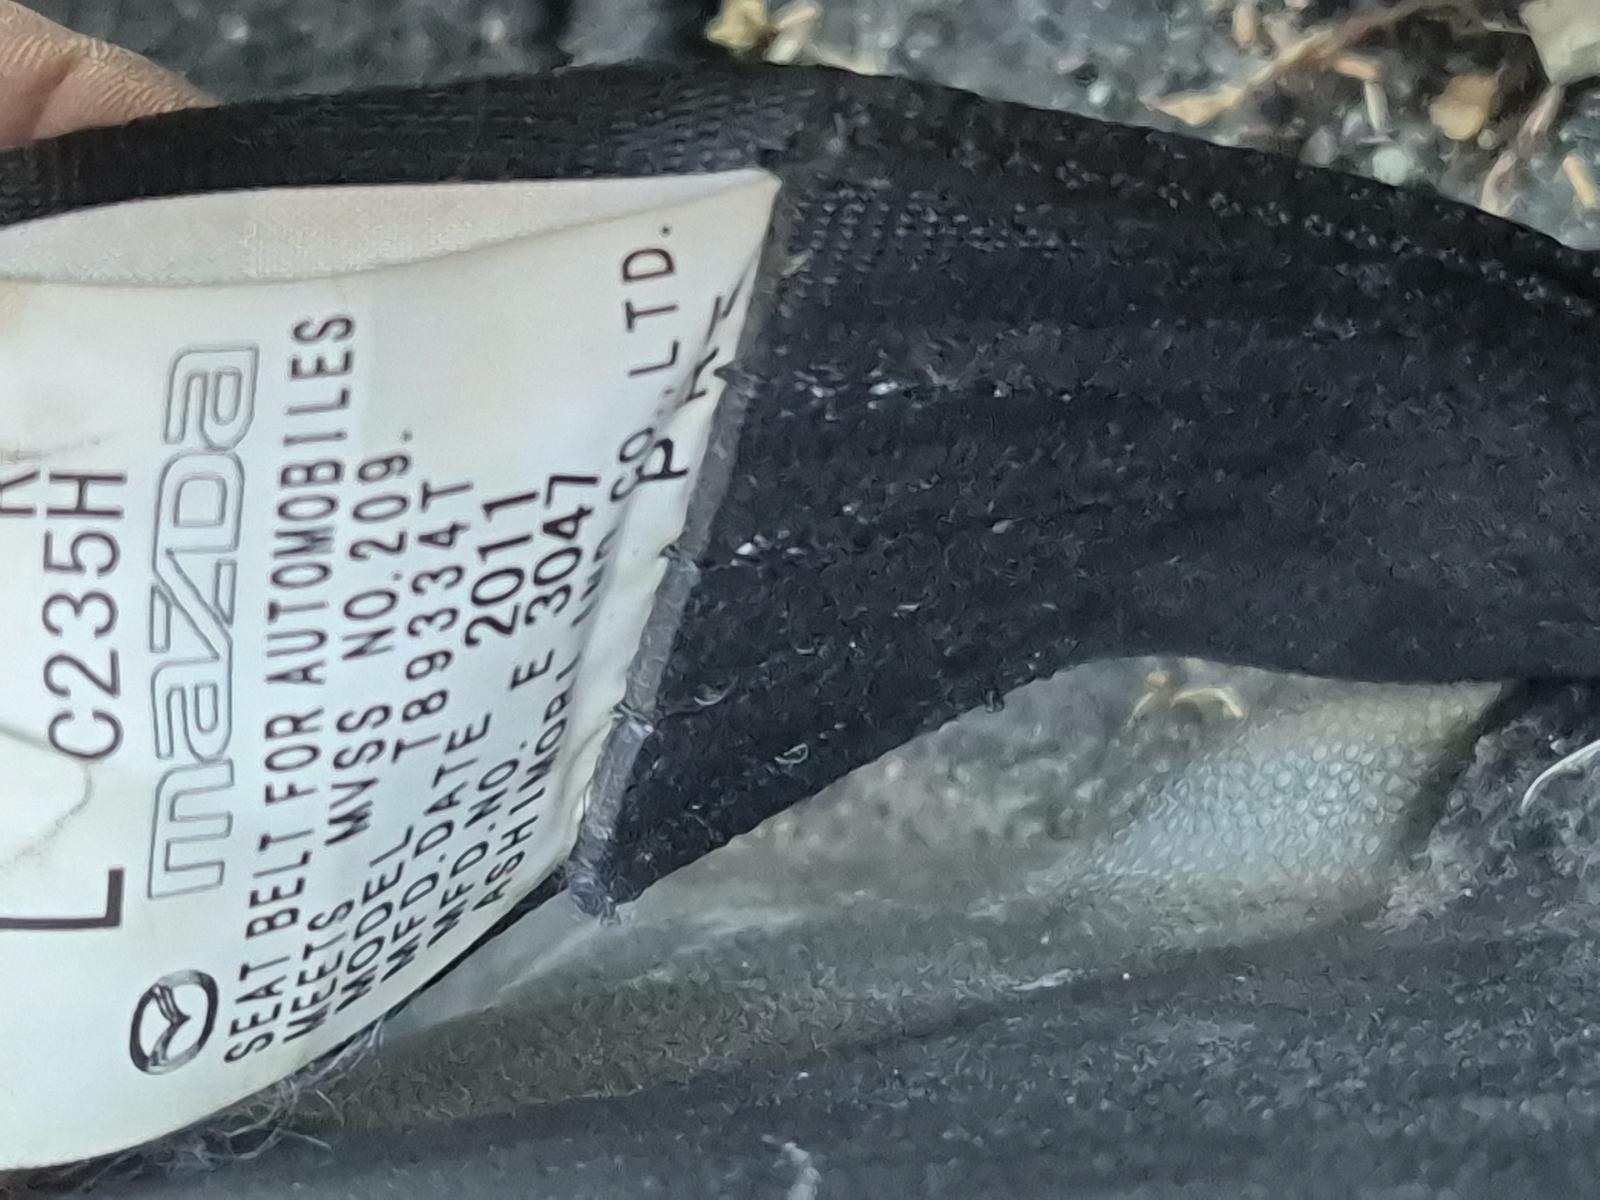 L
C235H
mazda
SEAT BELT FOR AUTOMOBILES
MEETS MVSS NO.209.
MODEL T89334T
MFD.DATE 2011
MFD.NO. E 3047
ASHIMORI IND CO.,LTD.